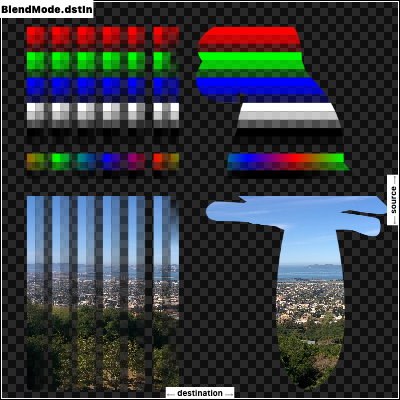 BlendMode.dstIn
← source →
← destination →